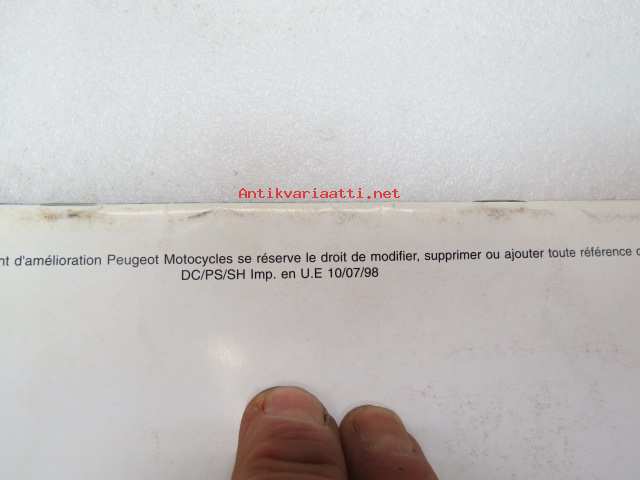 Antikvariaatti.net
d'amélioration Peugeot Motocycles se réserve le droit de modifier, supprimer ou ajouter toute référence
DC/PS/SH Imp. en U.E 10/07/98